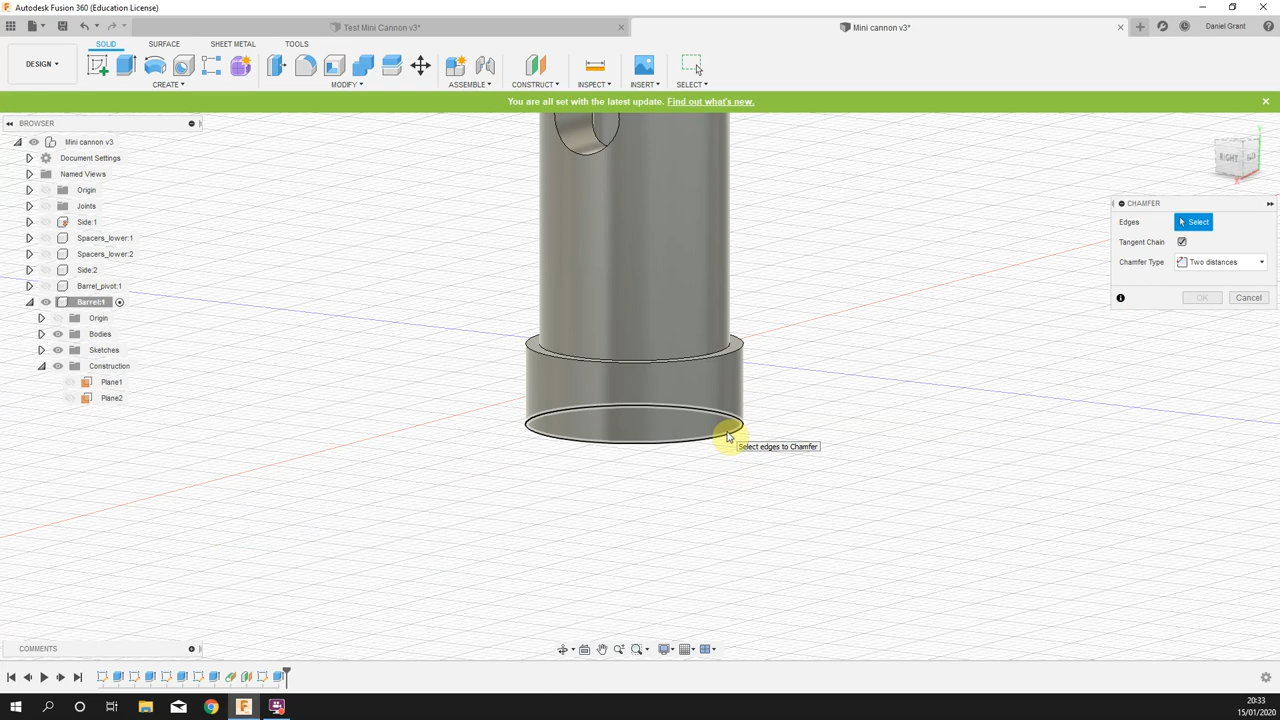 Autodesk Fusion 360 (Education License)
Test Mini Cannon v3*
Mini cannon v3*
Daniel Grant
DESIGN
SOLID
SURFACE
SHEET METAL
TOOLS
CREATE
MODIFY
ASSEMBLE
CONSTRUCT
INSPECT
INSERT
SELECT
You are all set with the latest update. Find out what's new.
BROWSER
Mini cannon v3
Document Settings
Named Views
Origin
Joints
Side:1
Spacers_lower:1
Spacers_lower:2
Side:2
Barrel_pivot:1
Barrel:1
Origin
Bodies
Sketches
Construction
Plane1
Plane2
RIGHT
CHAMFER
Edges
Select
Tangent Chain
Chamfer Type
Two distances
OK
Cancel
Select edges to Chamfer
COMMENTS
20:33
15/01/2020